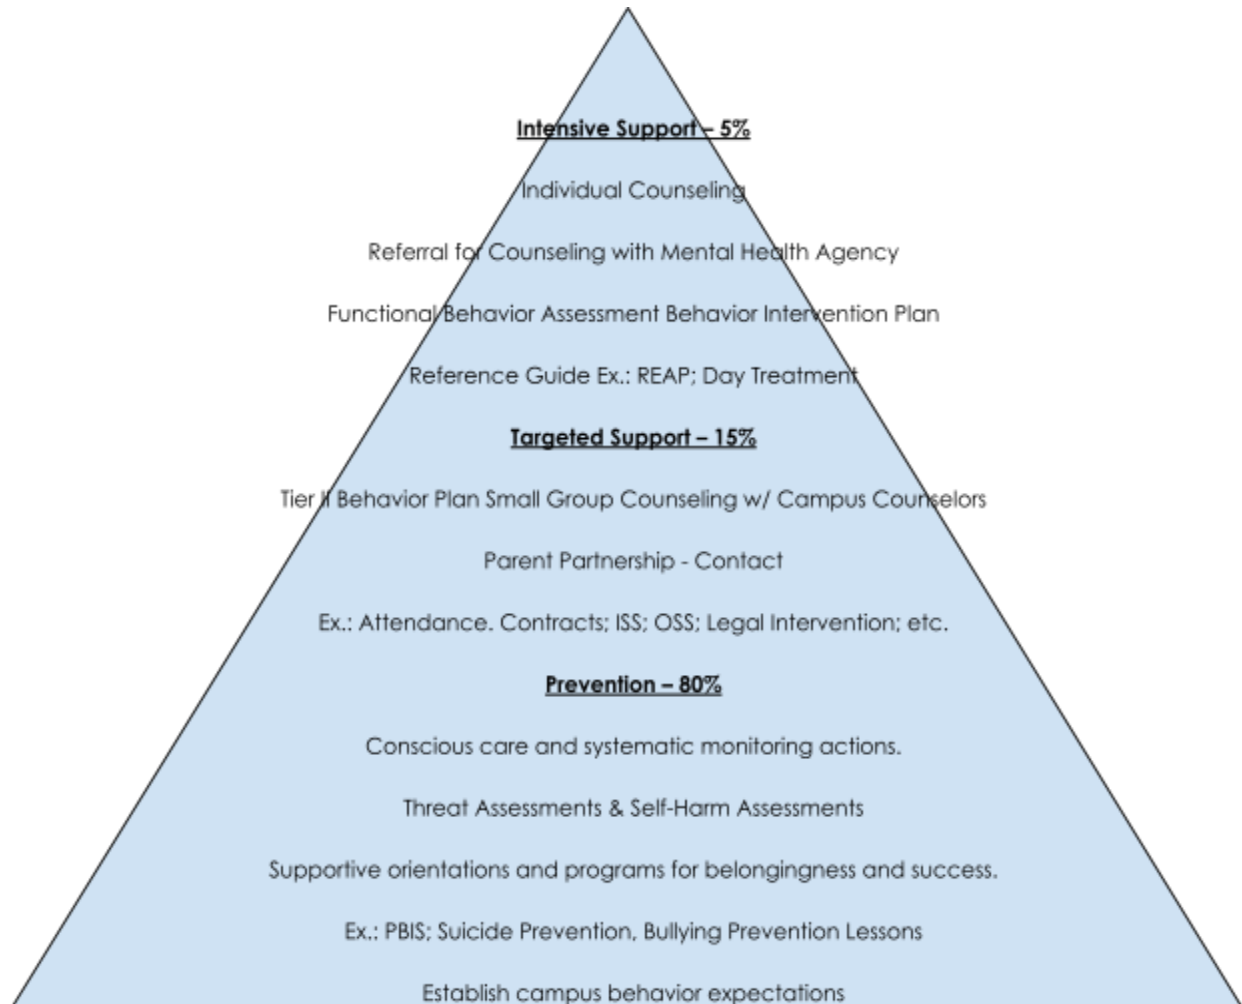 Intensive Support – 5%
Individual Counseling
Referral for Counseling with Mental Health Agency
Functional Behavior Assessment Behavior Intervention Plan
Reference Guide Ex.: REAP; Day Treatment
Targeted Support – 15%
Tier II Behavior Plan Small Group Counseling w/ Campus Counselors
Parent Partnership - Contact
Ex.: Attendance. Contracts; ISS; OSS; Legal Intervention; etc.
Prevention – 80%
Conscious care and systematic monitoring actions.
Threat Assessments & Self-Harm Assessments
Supportive orientations and programs for belongingness and success.
Ex.: PBIS; Suicide Prevention, Bullying Prevention Lessons
Establish campus behavior expectations